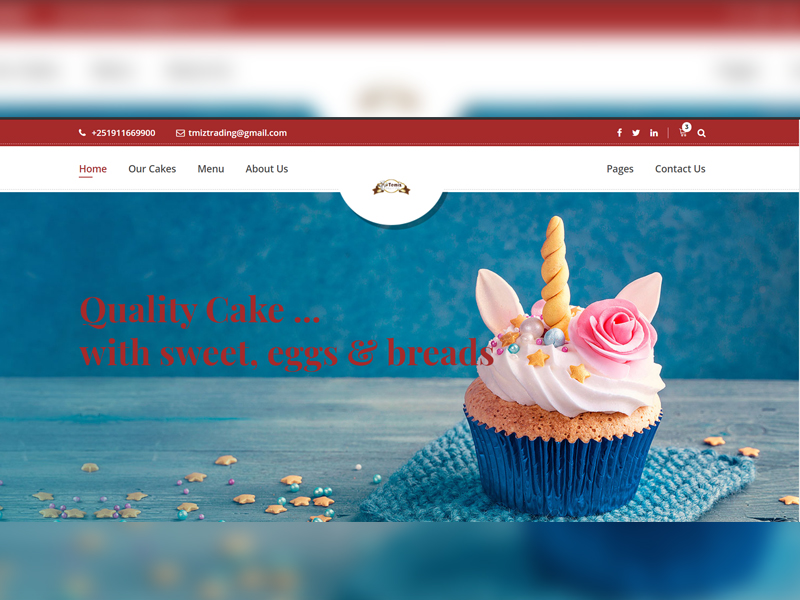 +251911669900 tmiztrading@gmail.com 3
Home Our Cakes Menu About Us Pages Contact Us
Quality Cake ...
with sweet, eggs & breads